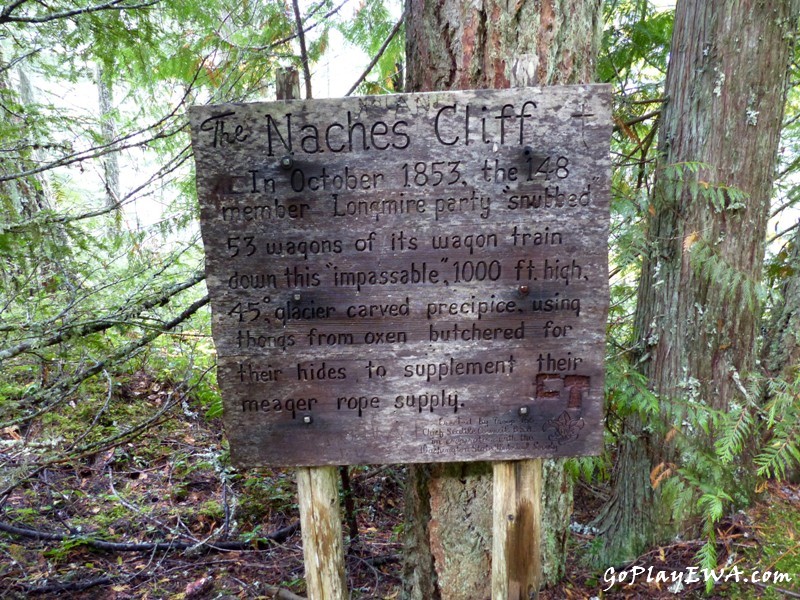 The Naches Cliff
In October 1853, the 148
member Longmire party "snubbed"
53 wagons of its wagon train
down this "impassable", 1000 ft. high,
45°, glacier carved precipice, using
thongs from oxen butchered for
their hides to supplement their
meager rope supply.
GoPlayEWA.com